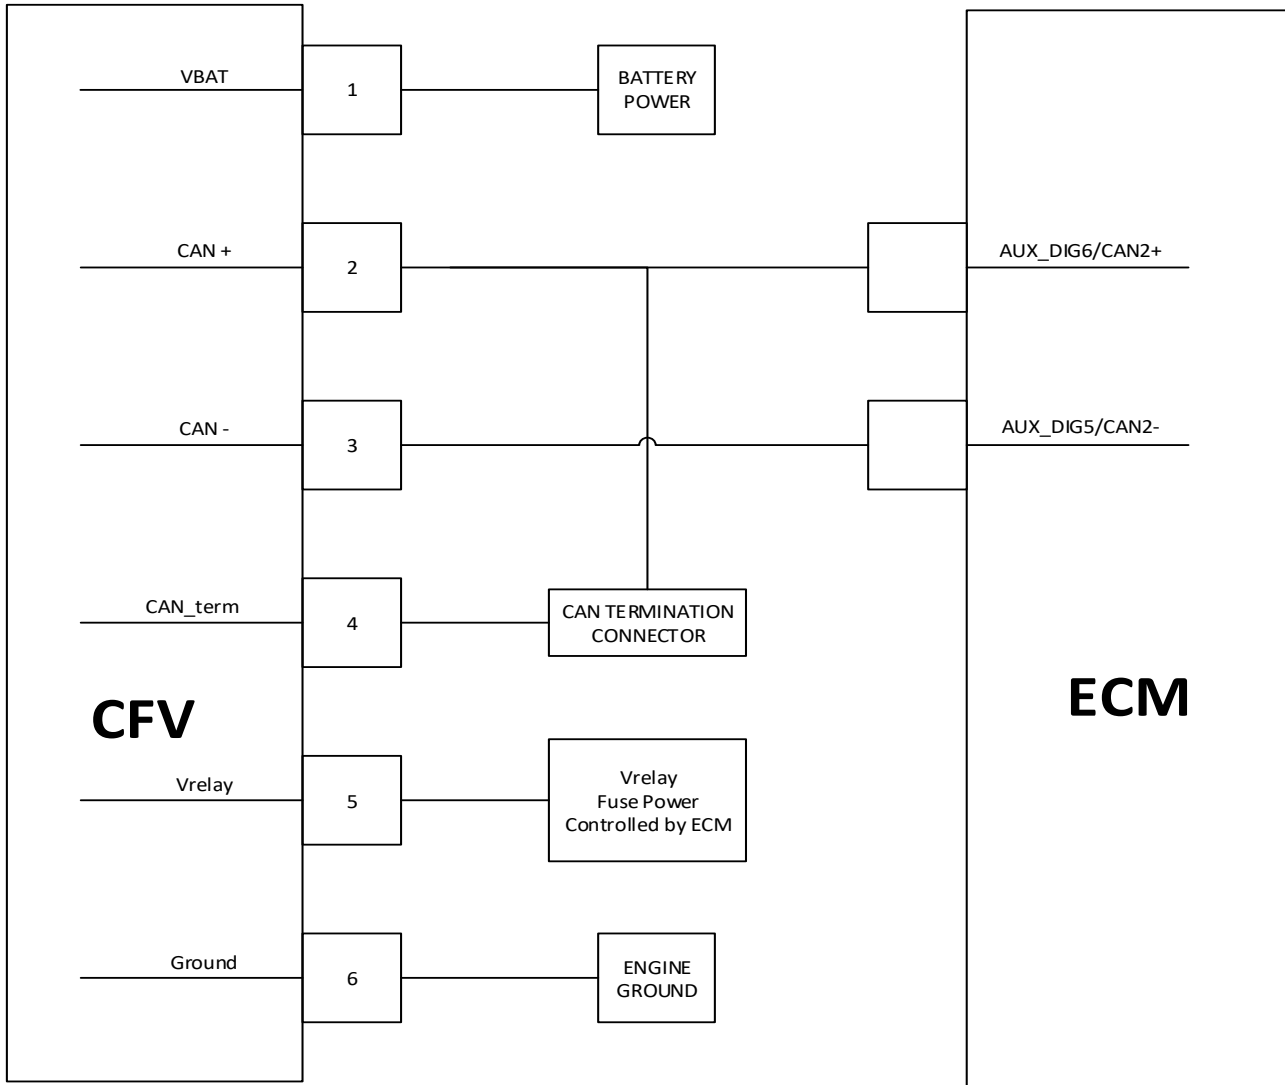 VBAT
1
BATTERY
POWER
CAN +
2
AUX_DIG6/CAN2+
CAN -
3
AUX_DIG5/CAN2-
CAN_term
4
CAN TERMINATION
CONNECTOR
CFV
ECM
Vrelay
5
Vrelay
Fuse Power
Controlled by ECM
Ground
6
ENGINE
GROUND